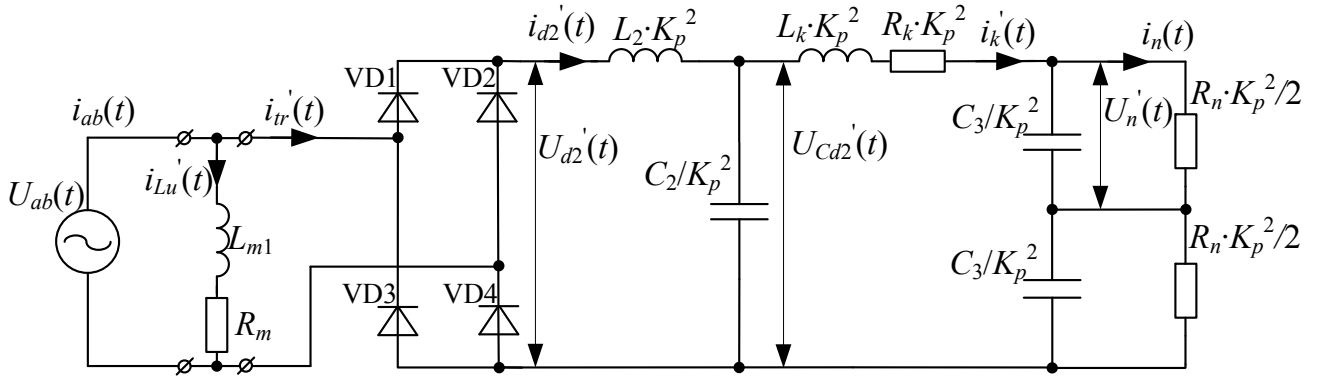 i_d2'(t) L_2·K_p^2 L_k·K_p^2 R_k·K_p^2 i_k'(t) i_n(t)
VD1 VD2
i_ab(t) i_tr'(t) U_d2'(t) U_Cd2'(t) C_3/K_p^2 U_n'(t) R_n·K_p^2/2
i_Lu'(t) C_2/K_p^2
U_ab(t)
L_m1 C_3/K_p^2 R_n·K_p^2/2
VD3 VD4
R_m